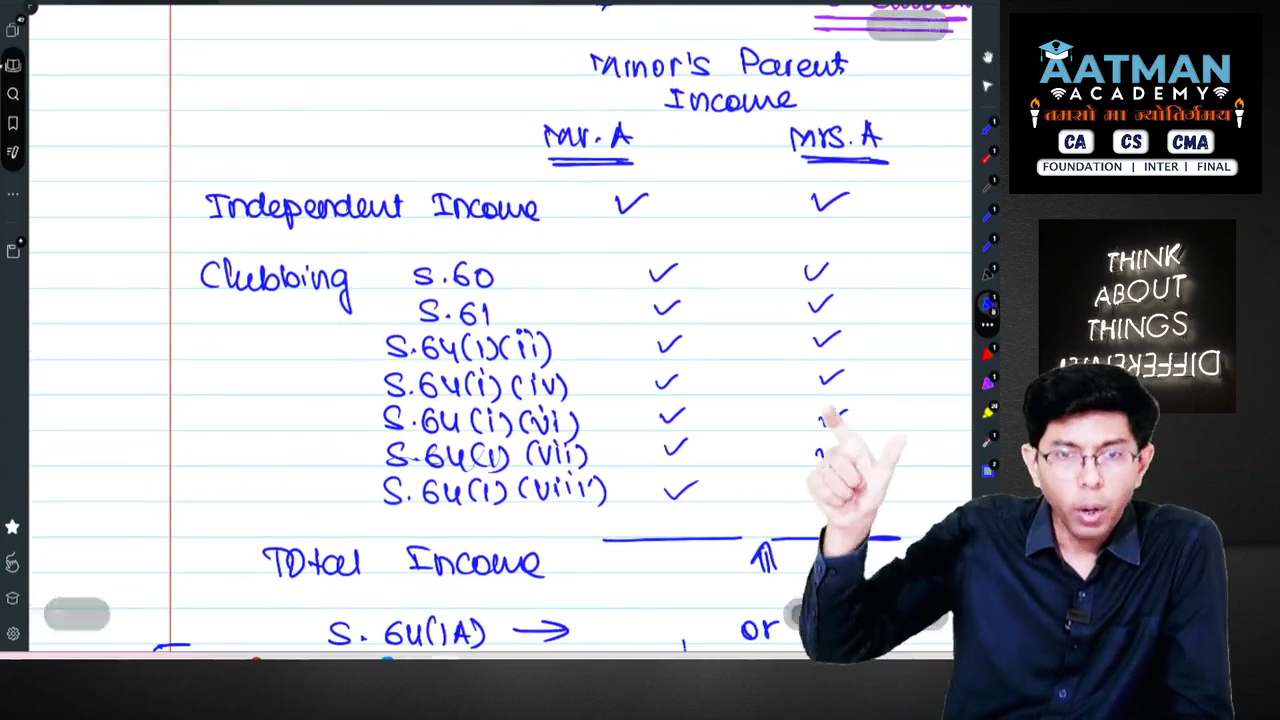 Minor's Parent
Income
Mr. A Mrs. A
Independent Income ✓ ✓
Clubbing S.60 ✓ ✓
S.61 ✓ ✓
S.64(1)(ii) ✓ ✓
S.64(1)(iv) ✓ ✓
S.64(1)(vi) ✓ ✓
S.64(1)(vii) ✓
S.64(1)(viii) ✓
Total Income ⇑
S. 64(1A) → or
AATMAN
ACADEMY
तमसो मा ज्योतिर्गमय
CA CS CMA
FOUNDATION | INTER | FINAL
THINK
ABOUT
THINGS
DIFFERENTLY